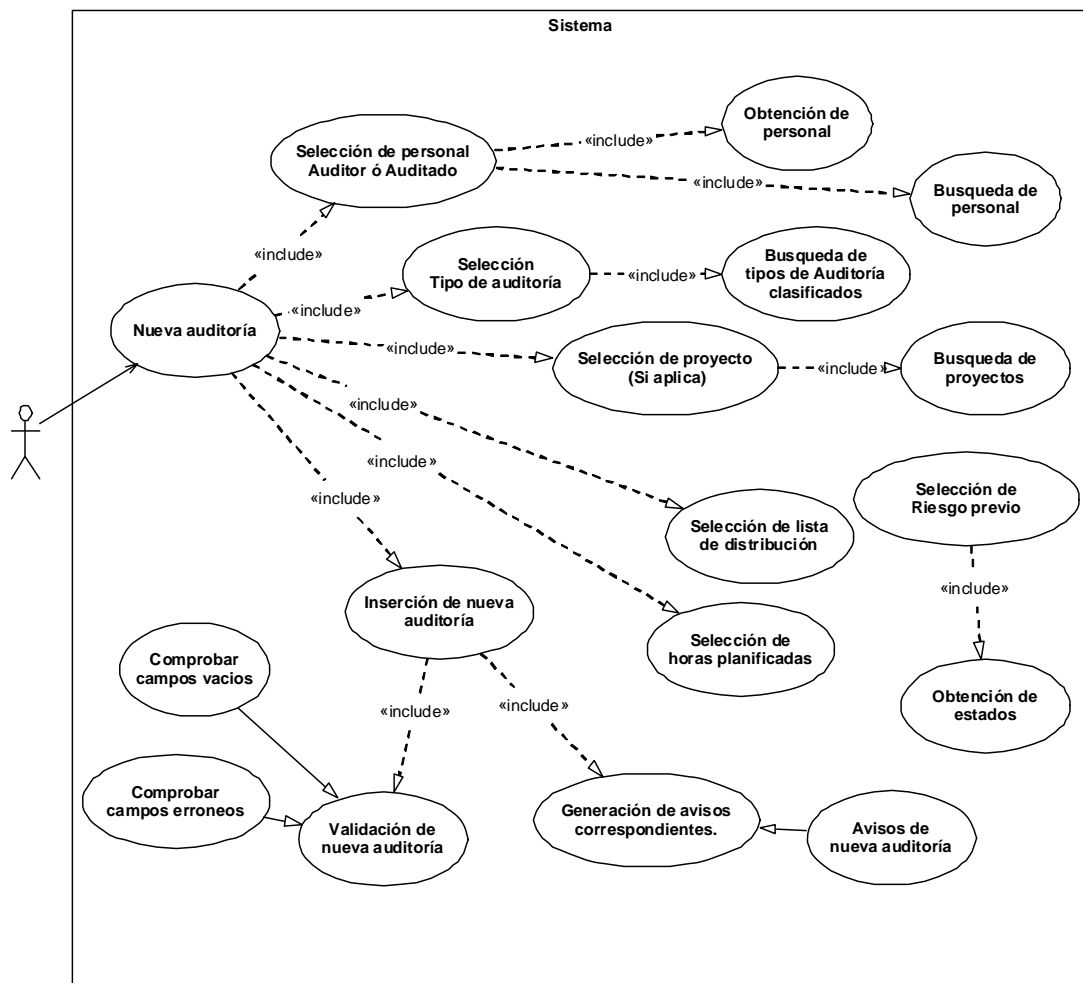 Sistema
Obtención de
personal
«include»
Selección de personal
Auditor ó Auditado
«include»
Busqueda de
personal
«include»
Selección
Tipo de auditoría
«include»
Busqueda de
tipos de Auditoría
clasificados
«include»
Nueva auditoría
«include»
Selección de proyecto
(Si aplica)
«include»
Busqueda de
proyectos
«include»
«include»
«include»
Selección de
Riesgo previo
Selección de lista
de distribución
«include»
Inserción de nueva
auditoría
Selección de
horas planificadas
Comprobar
campos vacios
«include»
«include»
Obtención de
estados
Comprobar
campos erroneos
Validación de
nueva auditoría
Generación de avisos
correspondientes.
Avisos de
nueva auditoría